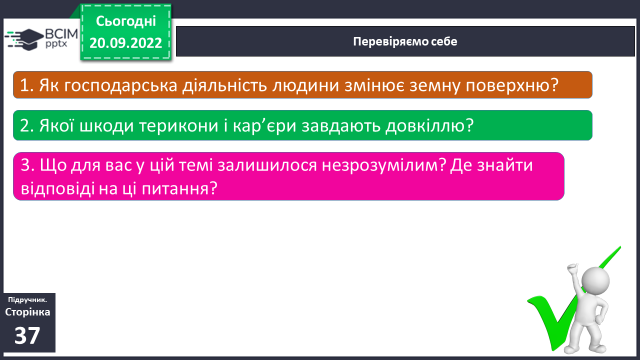 Сьогодні
20.09.2022
BCIM
pptx
Перевіряємо себе
1. Як господарська діяльність людини змінює земну поверхню?
2. Якої шкоди терикони і кар’єри завдають довкіллю?
3. Що для вас у цій темі залишилося незрозумілим? Де знайти
відповіді на ці питання?
Підручник.
Сторінка
37